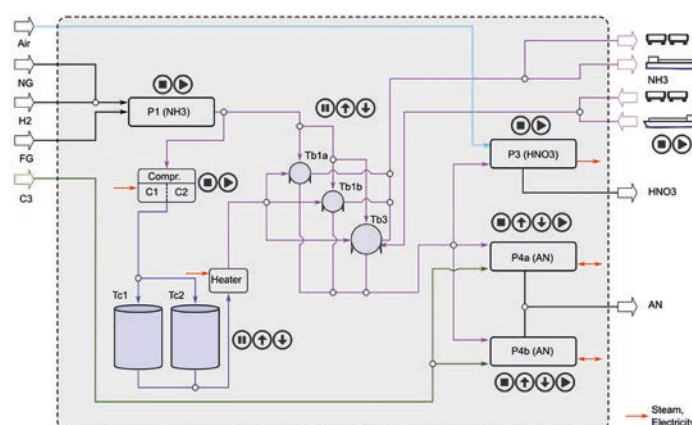 Air
NG
H2
FG
C3
P1 (NH3)
Compr.
C1
C2
Tc1
Tc2
Heater
Tb1a
Tb1b
Tb3
P3 (HNO3)
P4a (AN)
P4b (AN)
NH3
HNO3
AN
Steam,
Electricity